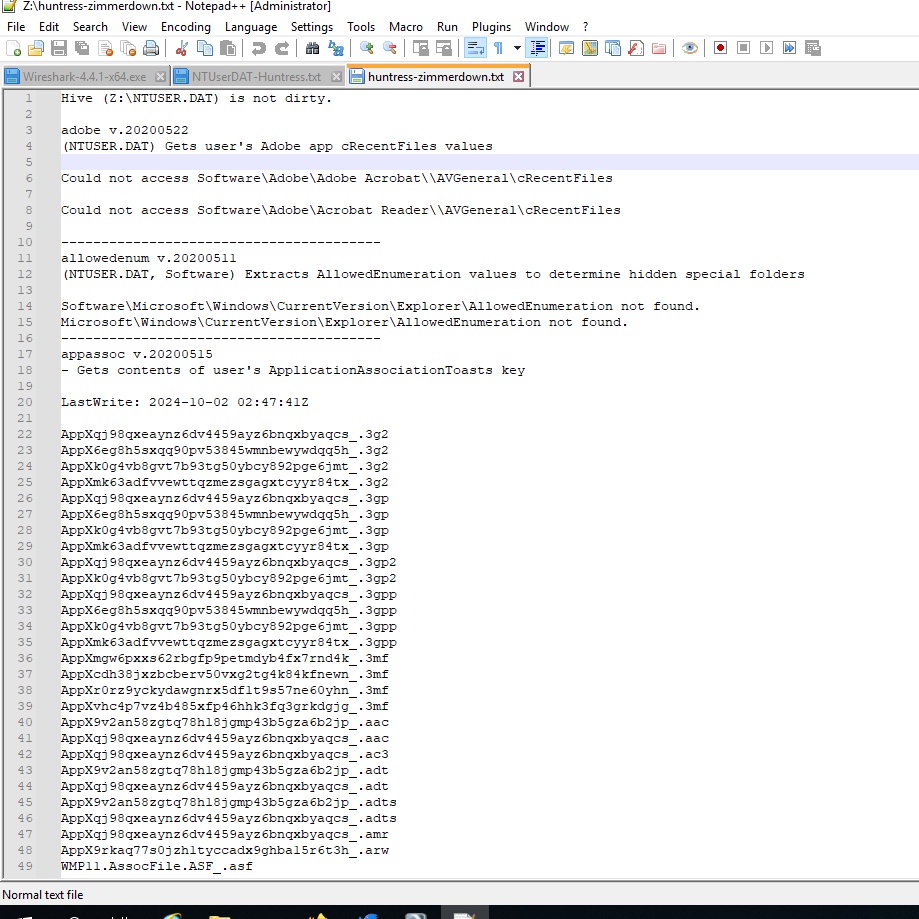 Z:\huntress-zimmerdown.txt - Notepad++ [Administrator]
File Edit Search View Encoding Language Settings Tools Macro Run Plugins Window ?
Wireshark-4.4.1-x64.exe NTUserDAT-Huntress.txt huntress-zimmerdown.txt
1 Hive (Z:\NTUSER.DAT) is not dirty.
2
3 adobe v.20200522
4 (NTUSER.DAT) Gets user's Adobe app cRecentFiles values
5
6 Could not access Software\Adobe\Adobe Acrobat\\AVGeneral\cRecentFiles
7
8 Could not access Software\Adobe\Acrobat Reader\\AVGeneral\cRecentFiles
9
10 ----------------------------------------
11 allowedenum v.20200511
12 (NTUSER.DAT, Software) Extracts AllowedEnumeration values to determine hidden special folders
13
14 Software\Microsoft\Windows\CurrentVersion\Explorer\AllowedEnumeration not found.
15 Microsoft\Windows\CurrentVersion\Explorer\AllowedEnumeration not found.
16 ----------------------------------------
17 appassoc v.20200515
18 - Gets contents of user's ApplicationAssociationToasts key
19
20 LastWrite: 2024-10-02 02:47:41Z
21
22 AppXqj98qxeaynz6dv4459ayz6bnqxbyaqcs_.3g2
23 AppX6eg8h5sxqq90pv53845wmnbewywdqq5h_.3g2
24 AppXk0g4vb8gvt7b93tg50ybcy892pge6jmt_.3g2
25 AppXmk63adfvvewttqzmezsgagxtcyyr84tx_.3g2
26 AppXqj98qxeaynz6dv4459ayz6bnqxbyaqcs_.3gp
27 AppX6eg8h5sxqq90pv53845wmnbewywdqq5h_.3gp
28 AppXk0g4vb8gvt7b93tg50ybcy892pge6jmt_.3gp
29 AppXmk63adfvvewttqzmezsgagxtcyyr84tx_.3gp
30 AppXqj98qxeaynz6dv4459ayz6bnqxbyaqcs_.3gp2
31 AppXk0g4vb8gvt7b93tg50ybcy892pge6jmt_.3gp2
32 AppXqj98qxeaynz6dv4459ayz6bnqxbyaqcs_.3gpp
33 AppX6eg8h5sxqq90pv53845wmnbewywdqq5h_.3gpp
34 AppXk0g4vb8gvt7b93tg50ybcy892pge6jmt_.3gpp
35 AppXmk63adfvvewttqzmezsgagxtcyyr84tx_.3gpp
36 AppXmgw6pxxs62rbgfp9petmdyb4fx7rnd4k_.3mf
37 AppXcdh38jxzbcberv50vxg2tg4k84kfnewn_.3mf
38 AppXr0rz9yckydawgnrx5df1t9s57ne60yhn_.3mf
39 AppXvhc4p7vz4b485xfp46hhk3fq3grkdgjg_.3mf
40 AppX9v2an58zgtq78h18jgmp43b5gza6b2jp_.aac
41 AppXqj98qxeaynz6dv4459ayz6bnqxbyaqcs_.aac
42 AppXqj98qxeaynz6dv4459ayz6bnqxbyaqcs_.ac3
43 AppX9v2an58zgtq78h18jgmp43b5gza6b2jp_.adt
44 AppXqj98qxeaynz6dv4459ayz6bnqxbyaqcs_.adt
45 AppX9v2an58zgtq78h18jgmp43b5gza6b2jp_.adts
46 AppXqj98qxeaynz6dv4459ayz6bnqxbyaqcs_.adts
47 AppXqj98qxeaynz6dv4459ayz6bnqxbyaqcs_.amr
48 AppX9rkaq77s0jzh1tyccadx9ghba15r6t3h_.arw
49 WMP11.AssocFile.ASF_.asf
Normal text file